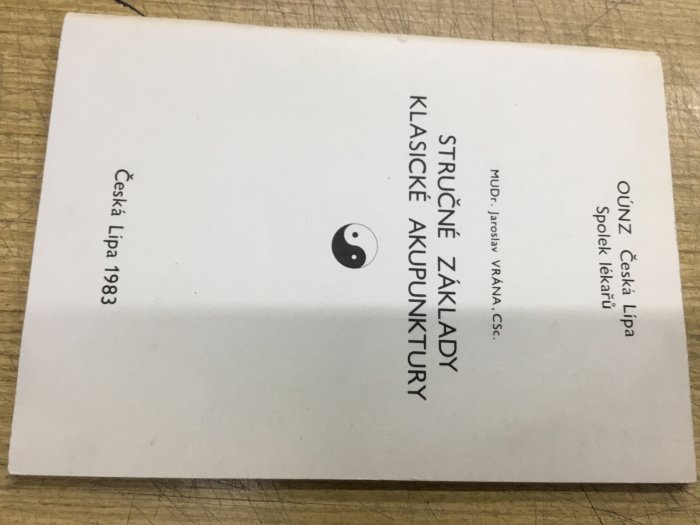 OÚNZ Česká Lípa
Spolek lékařů
MUDr. Jaroslav VRÁNA, CSc.
STRUČNÉ ZÁKLADY
KLASICKÉ AKUPUNKTURY
Česká Lípa 1983